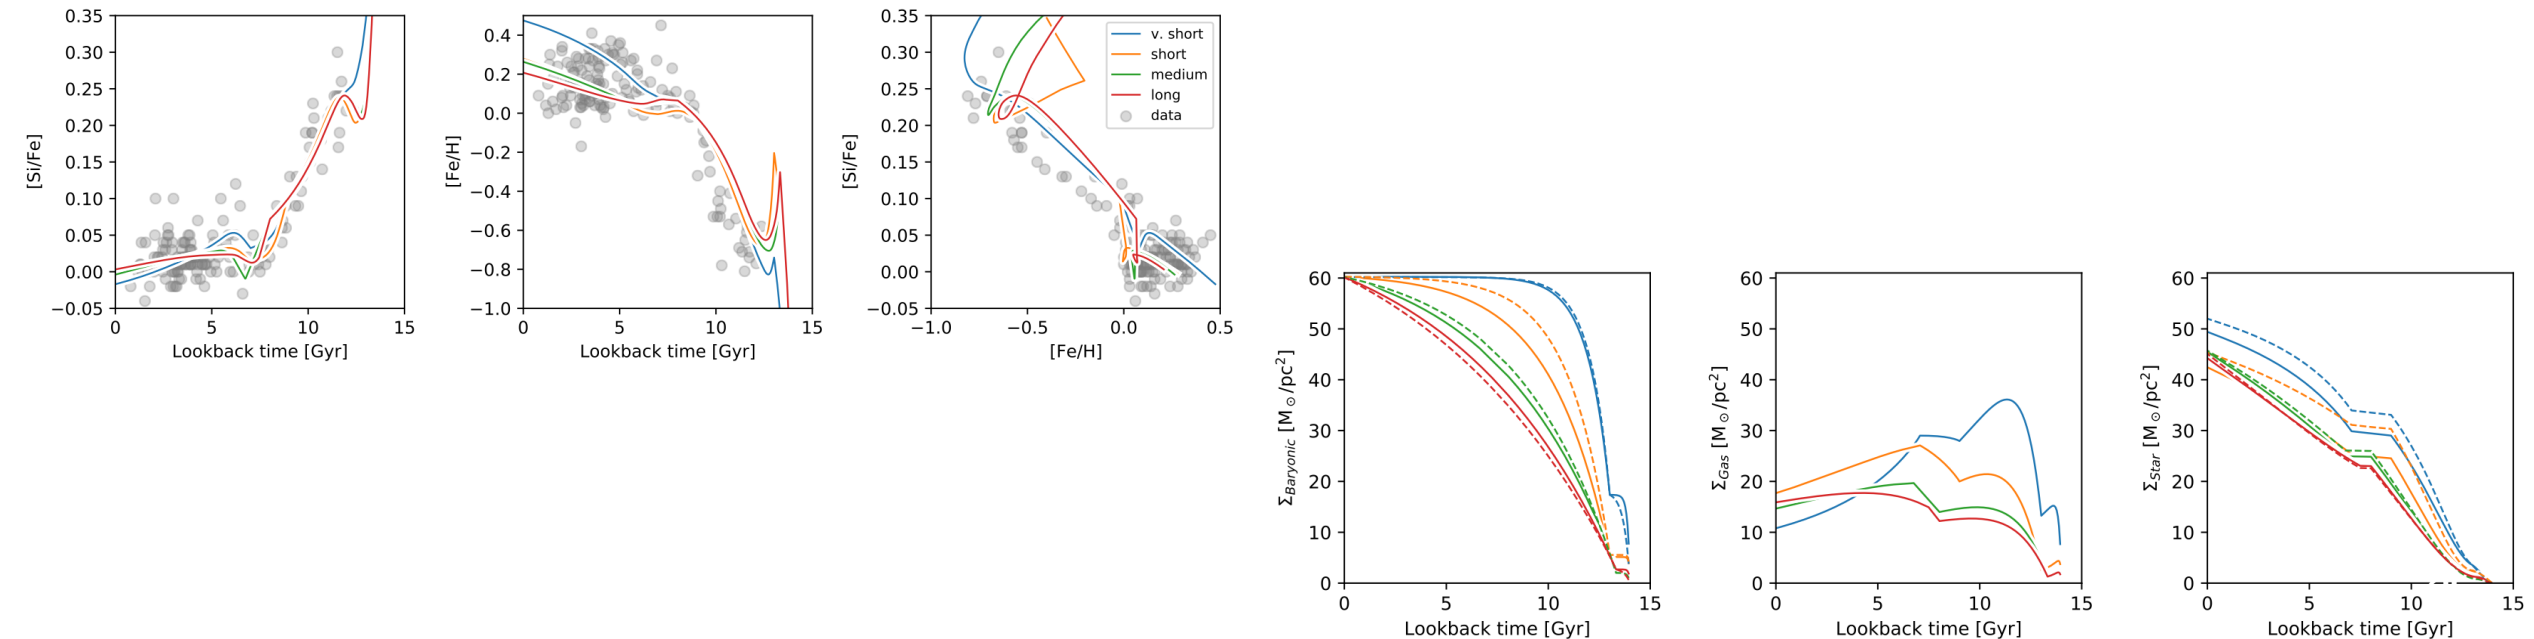 0.35
0.30
0.25
0.20
0.15
0.10
0.05
0.00
−0.05
[Si/Fe]
0 5 10 15
Lookback time [Gyr]
0.4
0.2
0.0
−0.2
−0.4
−0.6
−0.8
−1.0
[Fe/H]
0 5 10 15
Lookback time [Gyr]
0.35
0.30
0.25
0.20
0.15
0.10
0.05
0.00
−0.05
[Si/Fe]
v. short
short
medium
long
data
−1.0 −0.5 0.0 0.5
[Fe/H]
60
50
40
30
20
10
0
Σ_Baryonic [M⊙/pc²]
0 5 10 15
Lookback time [Gyr]
60
50
40
30
20
10
0
Σ_Gas [M⊙/pc²]
0 5 10 15
Lookback time [Gyr]
60
50
40
30
20
10
0
Σ_Star [M⊙/pc²]
0 5 10 15
Lookback time [Gyr]